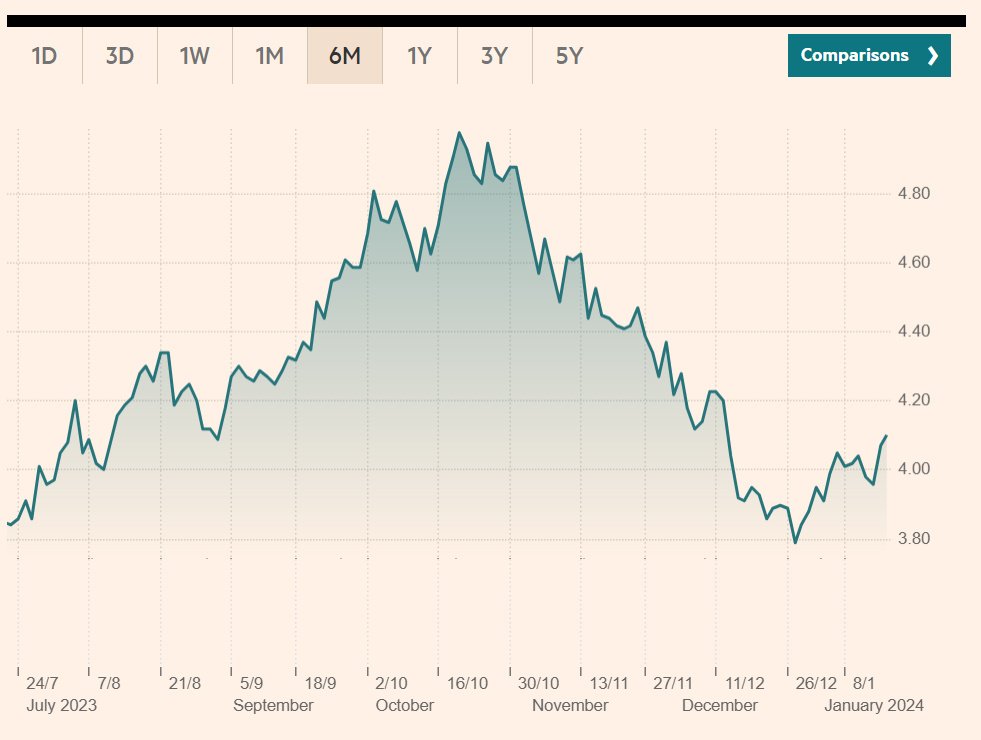 1D 3D 1W 1M 6M 1Y 3Y 5Y Comparisons ❯
4.80
4.60
4.40
4.20
4.00
3.80
24/7 7/8 21/8 5/9 18/9 2/10 16/10 30/10 13/11 27/11 11/12 26/12 8/1
July 2023 September October November December January 2024